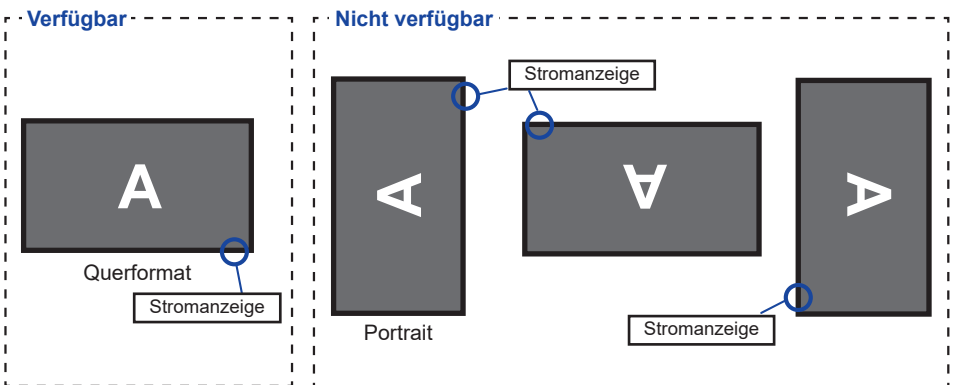 Verfügbar
A
Querformat
Stromanzeige
Nicht verfügbar
Stromanzeige
A
A
A
Portrait
Stromanzeige